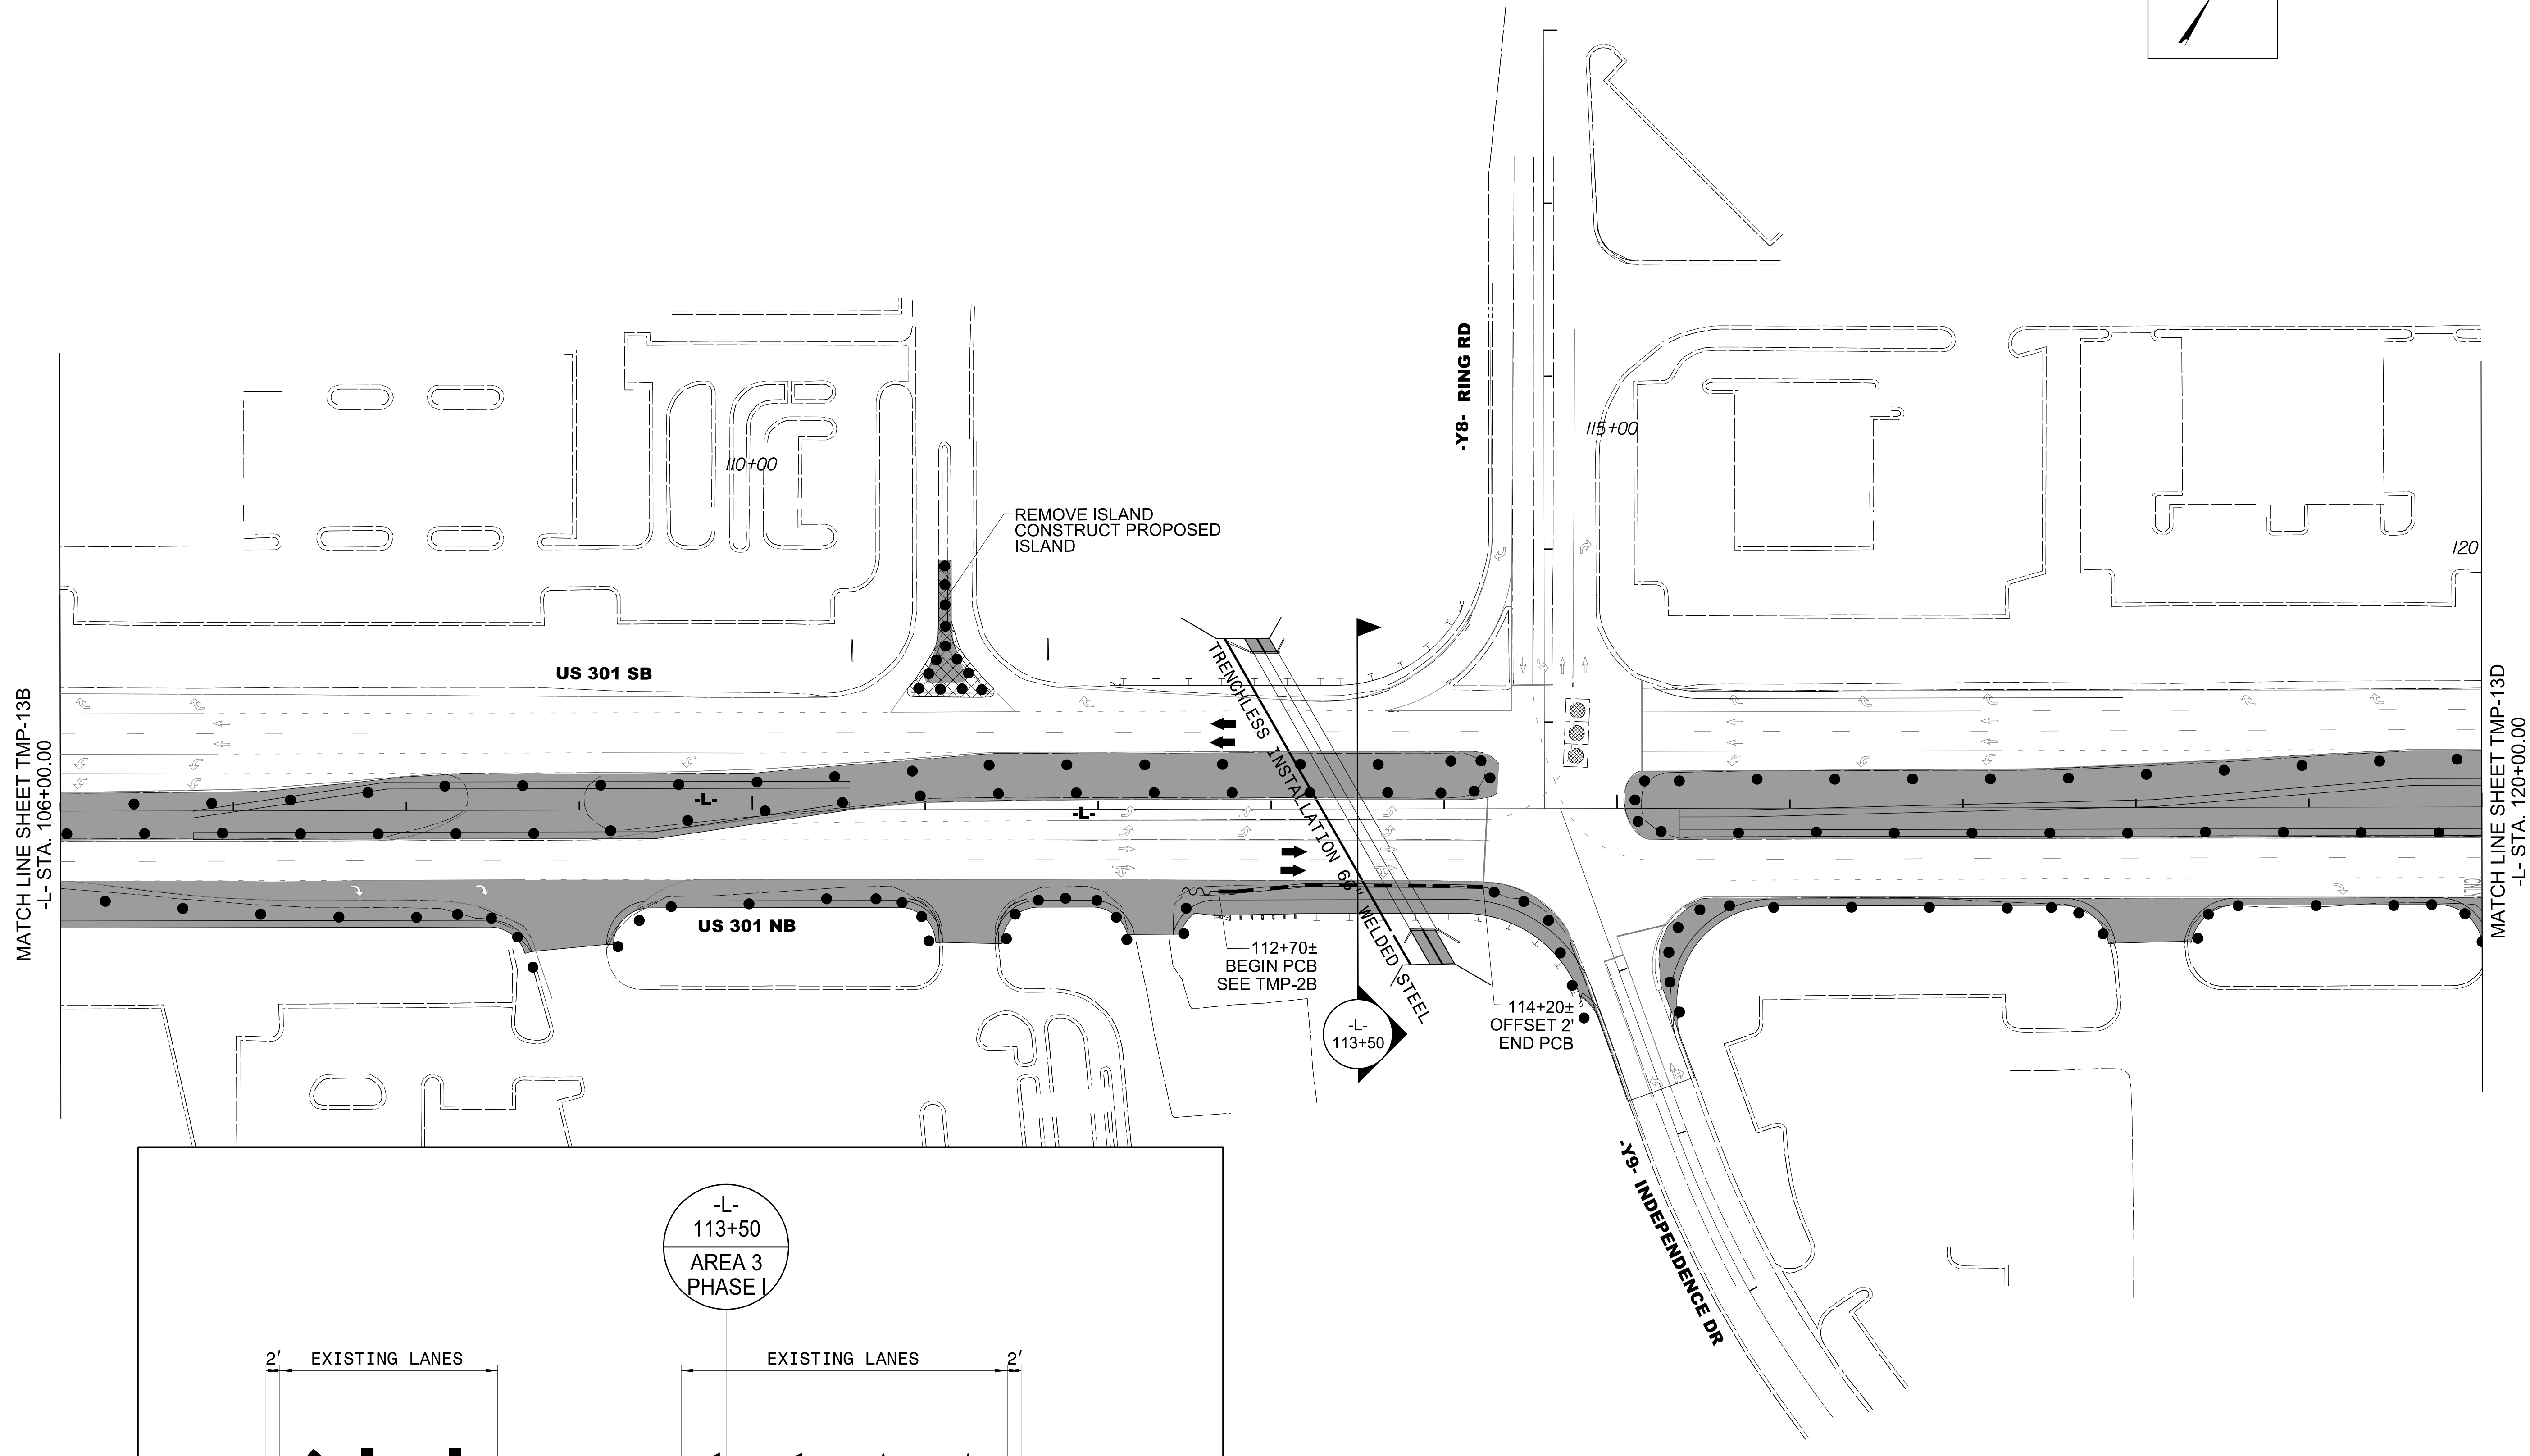 -Y8- RING RD
115+00
110+00
REMOVE ISLAND
CONSTRUCT PROPOSED
ISLAND
120
US 301 SB
TRENCHLESS INSTALLATION 66" WELDED STEEL
MATCH LINE SHEET TMP-13B
-L- STA. 106+00.00
MATCH LINE SHEET TMP-13D
-L- STA. 120+00.00
-L-
-L-
US 301 NB
112+70±
BEGIN PCB
SEE TMP-2B
114+20±
OFFSET 2'
END PCB
-L-
113+50
-Y9- INDEPENDENCE DR
-L-
113+50
AREA 3
PHASE I
2' EXISTING LANES
EXISTING LANES 2'